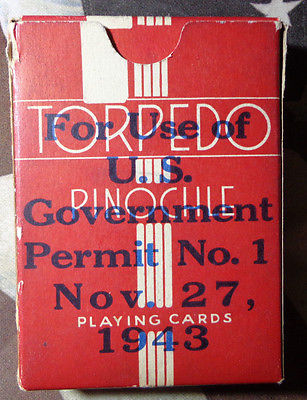 TORPEDO
For Use of
U. S.
PINOCHLE
Government
Permit No. 1
Nov. 27,
PLAYING CARDS
1943